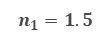 n₁ = 1.5